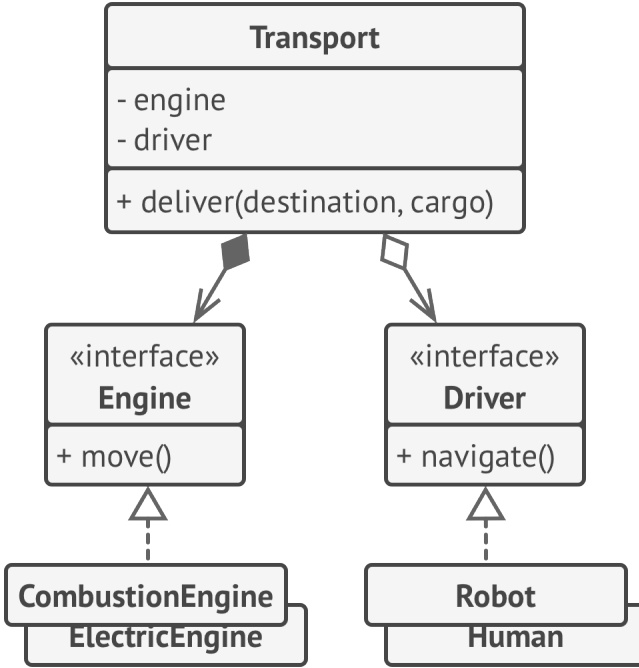 Transport
- engine
- driver
+ deliver(destination, cargo)
«interface»
Engine
+ move()
«interface»
Driver
+ navigate()
CombustionEngine
ElectricEngine
Robot
Human